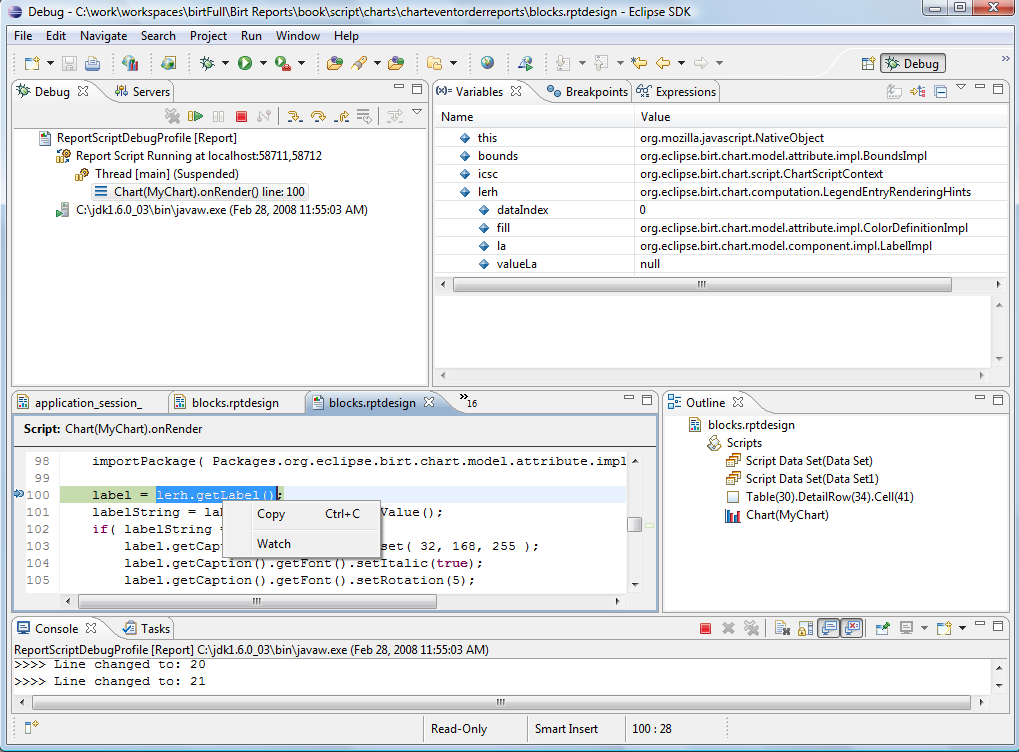 Debug - C:\work\workspaces\birtFull\Birt Reports\book\script\charts\charteventorderreports\blocks.rptdesign - Eclipse SDK
File Edit Navigate Search Project Run Window Help
Debug
Debug Servers
ReportScriptDebugProfile [Report]
Report Script Running at localhost:58711,58712
Thread [main] (Suspended)
Chart(MyChart).onRender() line: 100
C:\jdk1.6.0_03\bin\javaw.exe (Feb 28, 2008 11:55:03 AM)
(x)= Variables Breakpoints Expressions
Name Value
this org.mozilla.javascript.NativeObject
bounds org.eclipse.birt.chart.model.attribute.impl.BoundsImpl
icsc org.eclipse.birt.chart.script.ChartScriptContext
lerh org.eclipse.birt.chart.computation.LegendEntryRenderingHints
dataIndex 0
fill org.eclipse.birt.chart.model.attribute.impl.ColorDefinitionImpl
la org.eclipse.birt.chart.model.component.impl.LabelImpl
valueLa null
application_session_ blocks.rptdesign blocks.rptdesign »16
Script: Chart(MyChart).onRender
98 importPackage( Packages.org.eclipse.birt.chart.model.attribute.impl
99
100 label = lerh.getLabel();
101 labelString = la Value();
102 if( labelString =
103 label.getCapt set( 32, 168, 255 );
104 label.getCaption().getFont().setItalic(true);
105 label.getCaption().getFont().setRotation(5);
Copy Ctrl+C
Watch
Outline
blocks.rptdesign
Scripts
Script Data Set(Data Set)
Script Data Set(Data Set1)
Table(30).DetailRow(34).Cell(41)
Chart(MyChart)
Console Tasks
ReportScriptDebugProfile [Report] C:\jdk1.6.0_03\bin\javaw.exe (Feb 28, 2008 11:55:03 AM)
>>>> Line changed to: 20
>>>> Line changed to: 21
Read-Only Smart Insert 100 : 28